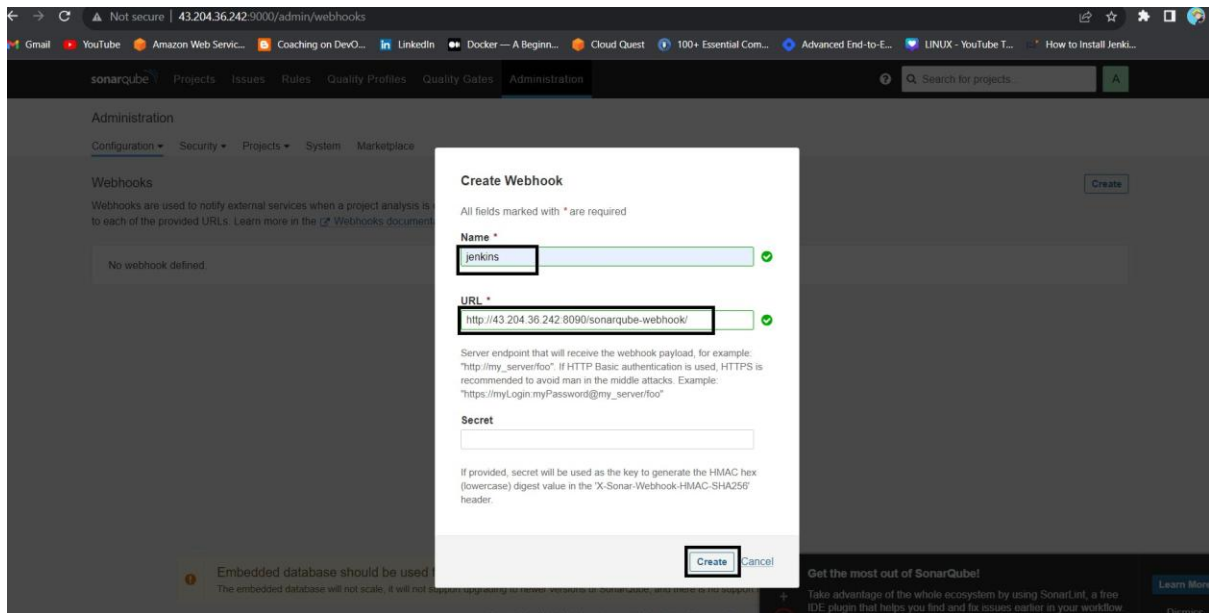 Not secure | 43.204.36.242:9000/admin/webhooks
Gmail YouTube Amazon Web Servic... Coaching on DevO... LinkedIn Docker — A Beginn... Cloud Quest 100+ Essential Com... Advanced End-to-E... LINUX - YouTube T... How to Install Jenki...
sonarqube Projects Issues Rules Quality Profiles Quality Gates Administration Search for projects... A
Administration
Configuration Security Projects System Marketplace
Webhooks
Create
Webhooks are used to notify external services when a project analysis is
to each of the provided URLs. Learn more in the Webhooks document
No webhook defined
Create Webhook
All fields marked with * are required
Name *
jenkins
URL *
http://43.204.36.242:8090/sonarqube-webhook/
Server endpoint that will receive the webhook payload, for example:
"http://my_server/foo". If HTTP Basic authentication is used, HTTPS is
recommended to avoid man in the middle attacks. Example:
"https://myLogin:myPassword@my_server/foo"
Secret
If provided, secret will be used as the key to generate the HMAC hex
(lowercase) digest value in the 'X-Sonar-Webhook-HMAC-SHA256'
header.
Create Cancel
Embedded database should be used f
The embedded database will not scale, it will not support upgrading to newer versions of SonarQube, and there is no support
Get the most out of SonarQube!
Take advantage of the whole ecosystem by using SonarLint, a free
IDE plugin that helps you find and fix issues earlier in your workflow
Learn More
Dismiss